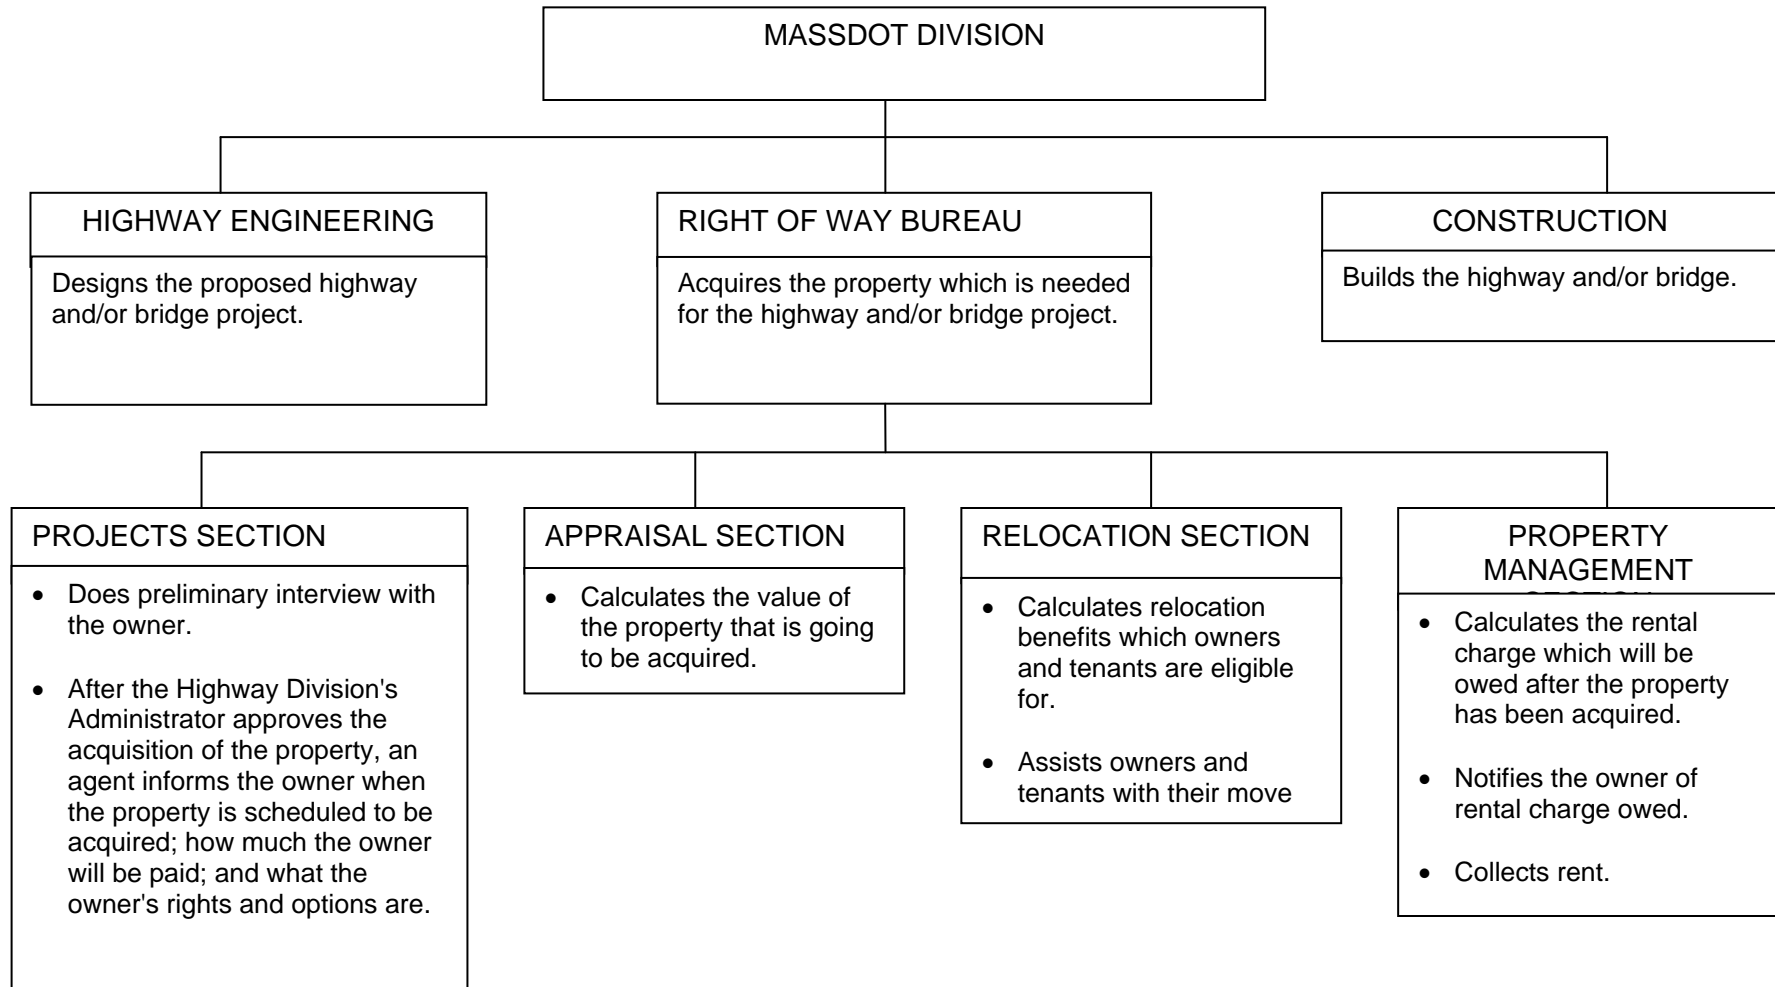 MASSDOT DIVISION
HIGHWAY ENGINEERING
Designs the proposed highway
and/or bridge project.
RIGHT OF WAY BUREAU
Acquires the property which is needed
for the highway and/or bridge project.
CONSTRUCTION
Builds the highway and/or bridge.
PROJECTS SECTION
• Does preliminary interview with
the owner.
• After the Highway Division's
Administrator approves the
acquisition of the property, an
agent informs the owner when
the property is scheduled to be
acquired; how much the owner
will be paid; and what the
owner's rights and options are.
APPRAISAL SECTION
• Calculates the value of
the property that is going
to be acquired.
RELOCATION SECTION
• Calculates relocation
benefits which owners
and tenants are eligible
for.
• Assists owners and
tenants with their move
PROPERTY
MANAGEMENT
• Calculates the rental
charge which will be
owed after the property
has been acquired.
• Notifies the owner of
rental charge owed.
• Collects rent.